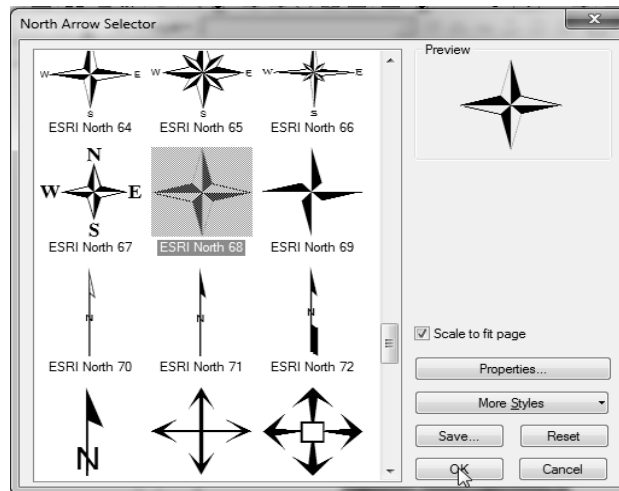 North Arrow Selector
x
W E W E W E
S S S
ESRI North 64 ESRI North 65 ESRI North 66
N
W E
S
ESRI North 67 ESRI North 68 ESRI North 69
N N N
ESRI North 70 ESRI North 71 ESRI North 72
N
Preview
Scale to fit page
Properties...
More Styles
Save... Reset
OK Cancel